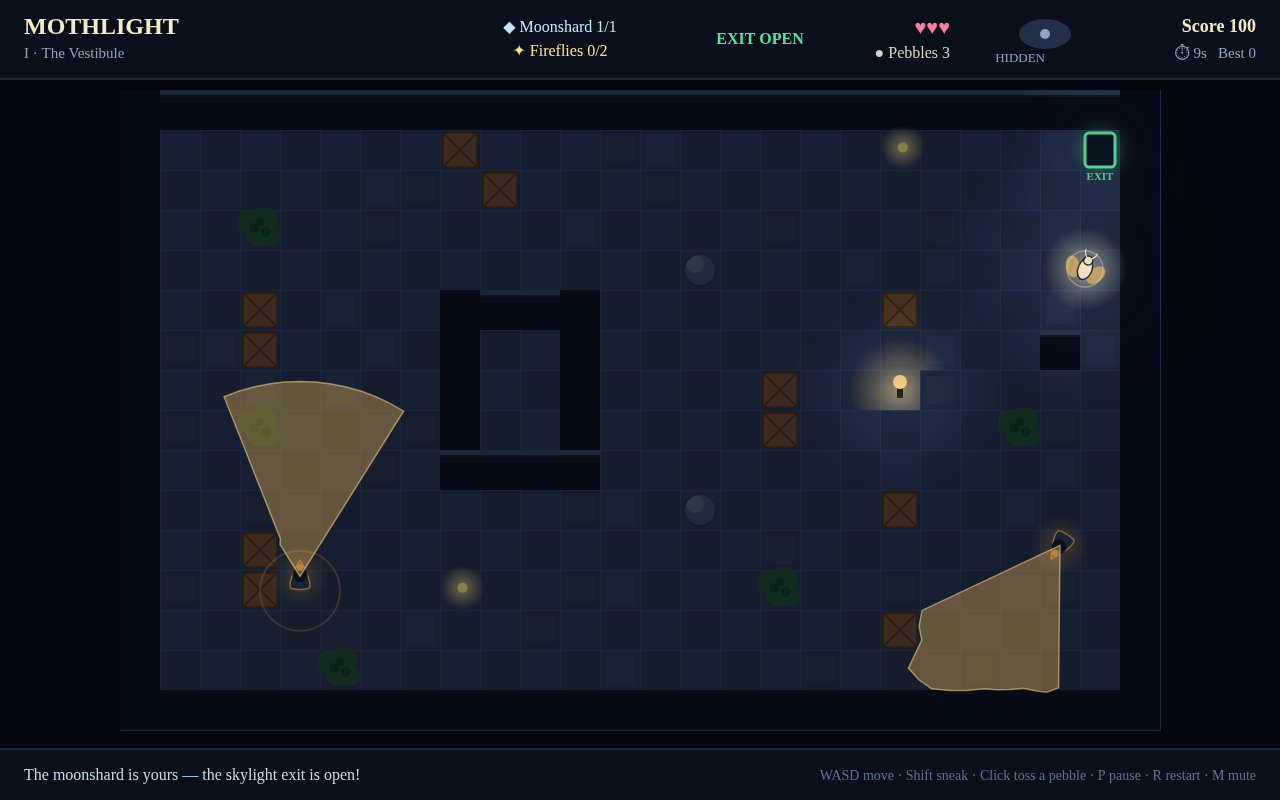 MOTHLIGHT
I · The Vestibule
◆ Moonshard 1/1
✦ Fireflies 0/2
EXIT OPEN
♥♥♥
● Pebbles 3
HIDDEN
Score 100
⏱ 9s Best 0
EXIT
The moonshard is yours — the skylight exit is open!
WASD move · Shift sneak · Click toss a pebble · P pause · R restart · M mute